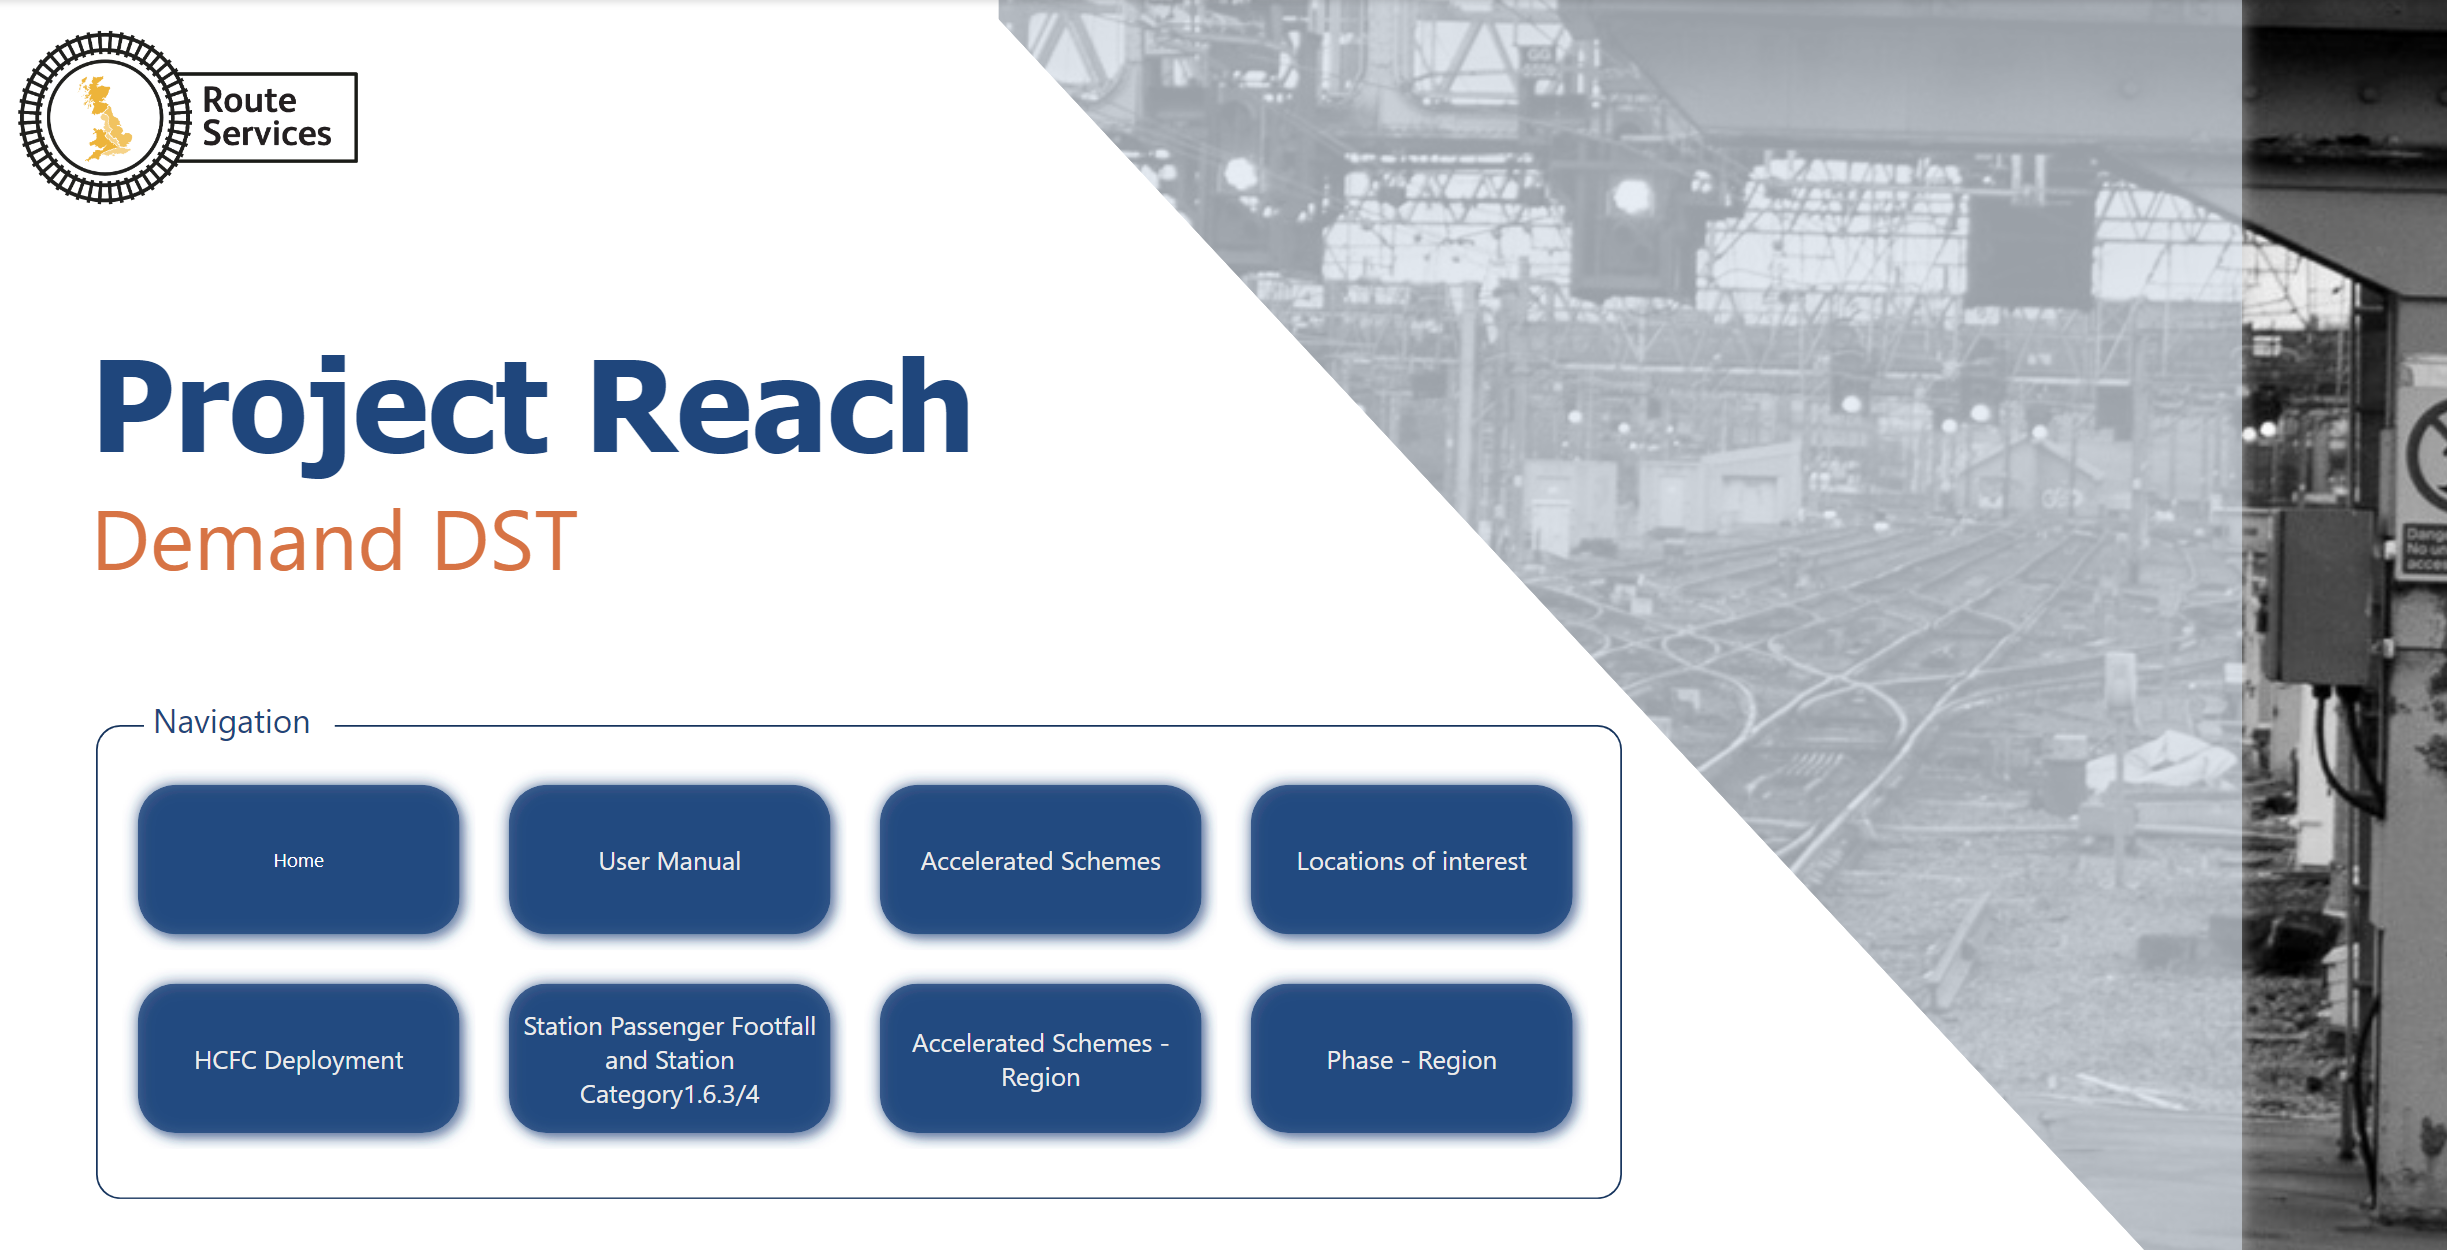 Route
Services
Project Reach
Demand DST
Navigation
Home
User Manual
Accelerated Schemes
Locations of interest
HCFC Deployment
Station Passenger Footfall
and Station
Category1.6.3/4
Accelerated Schemes -
Region
Phase - Region